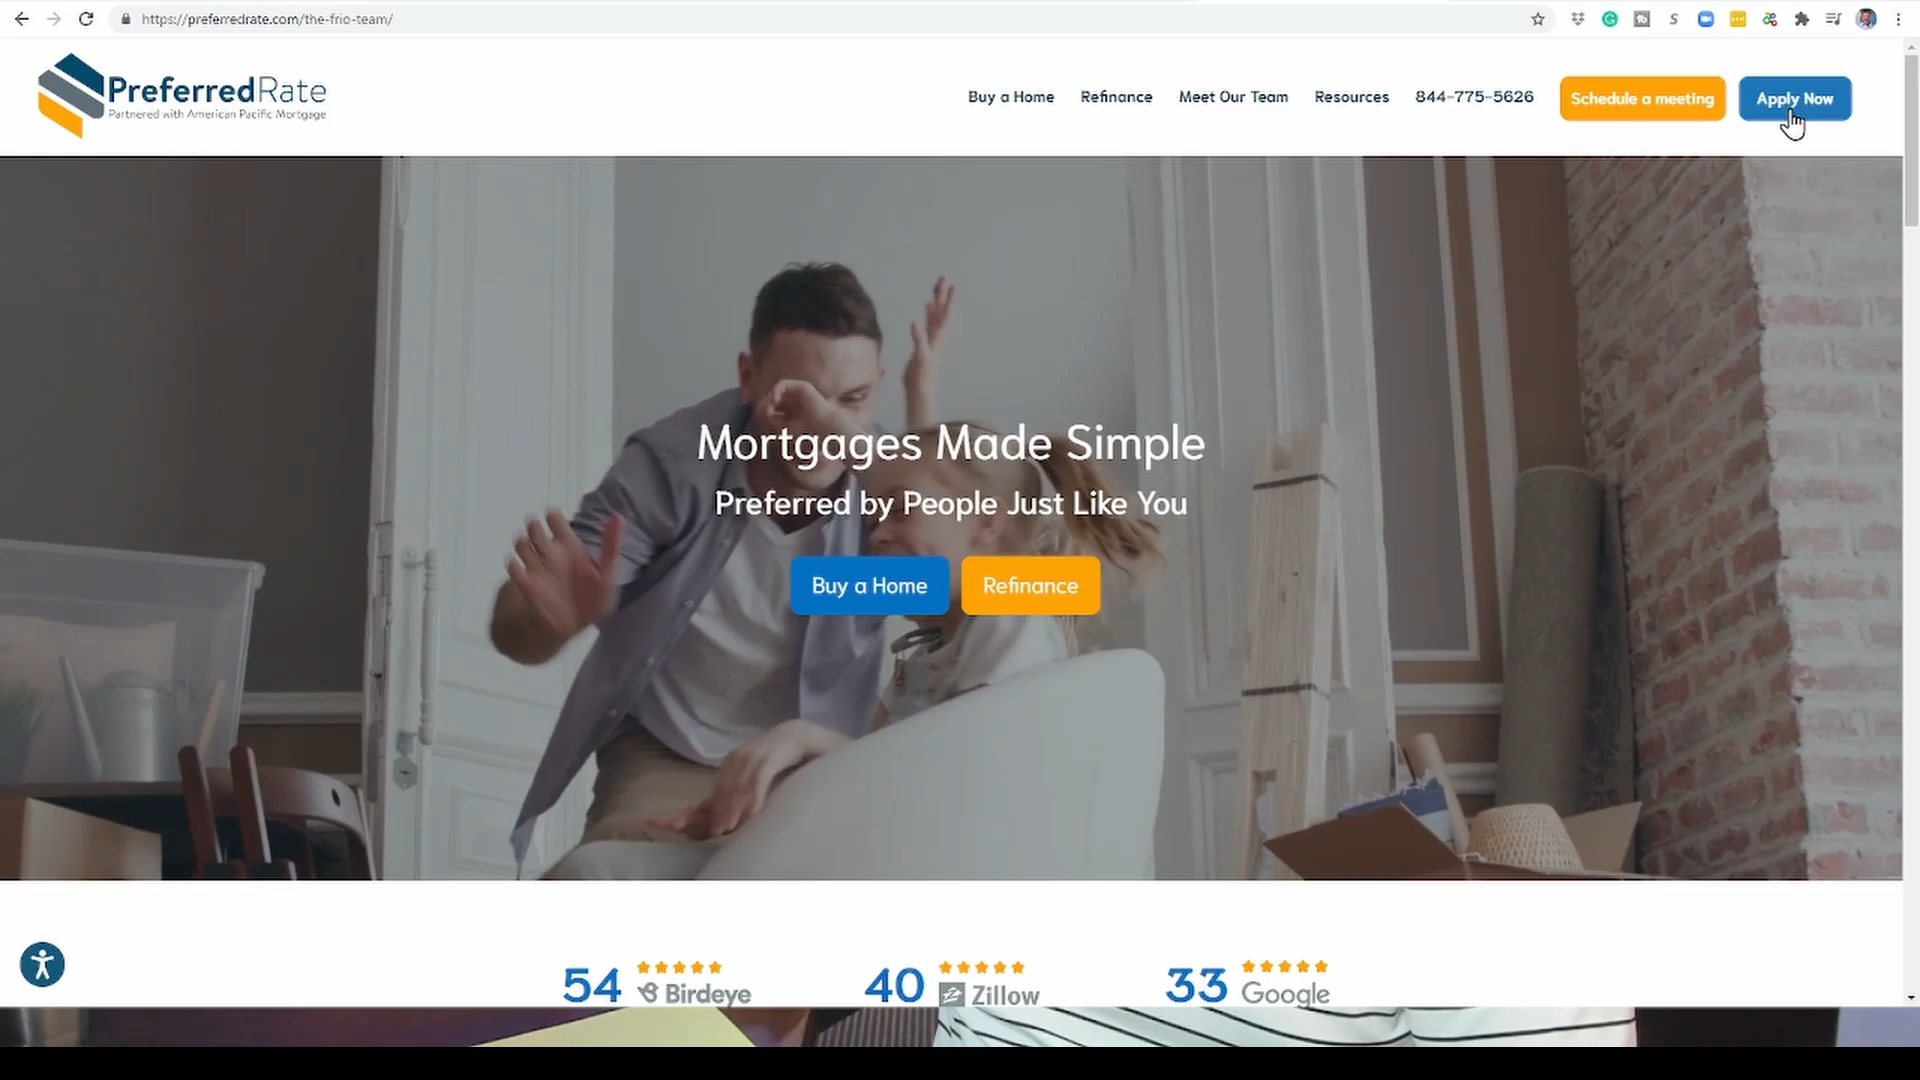 https://preferredrate.com/the-frio-team/
PreferredRate
Partnered with American Pacific Mortgage
Buy a Home
Refinance
Meet Our Team
Resources
844-775-5626
Schedule a meeting
Apply Now
Mortgages Made Simple
Preferred by People Just Like You
Buy a Home
Refinance
54
Birdeye
40
Zillow
33
Google